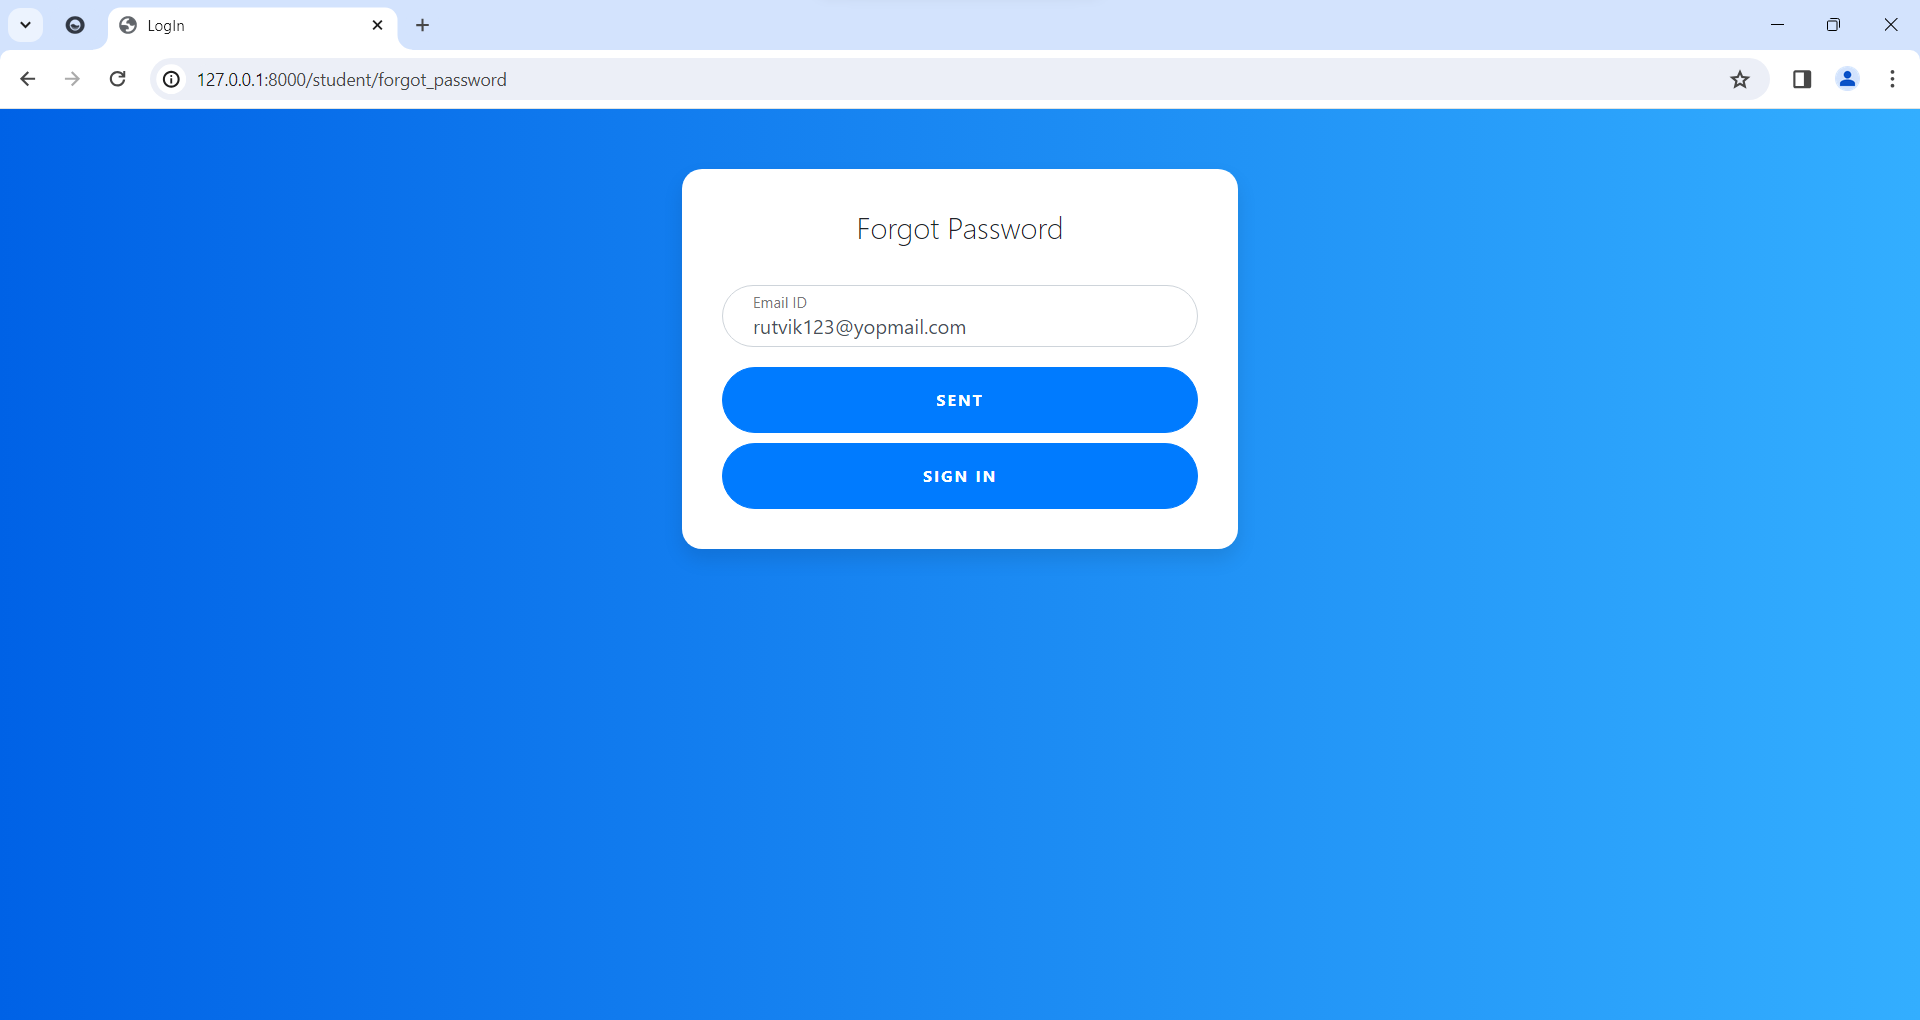 LogIn
127.0.0.1:8000/student/forgot_password
Forgot Password
Email ID
rutvik123@yopmail.com
SENT
SIGN IN